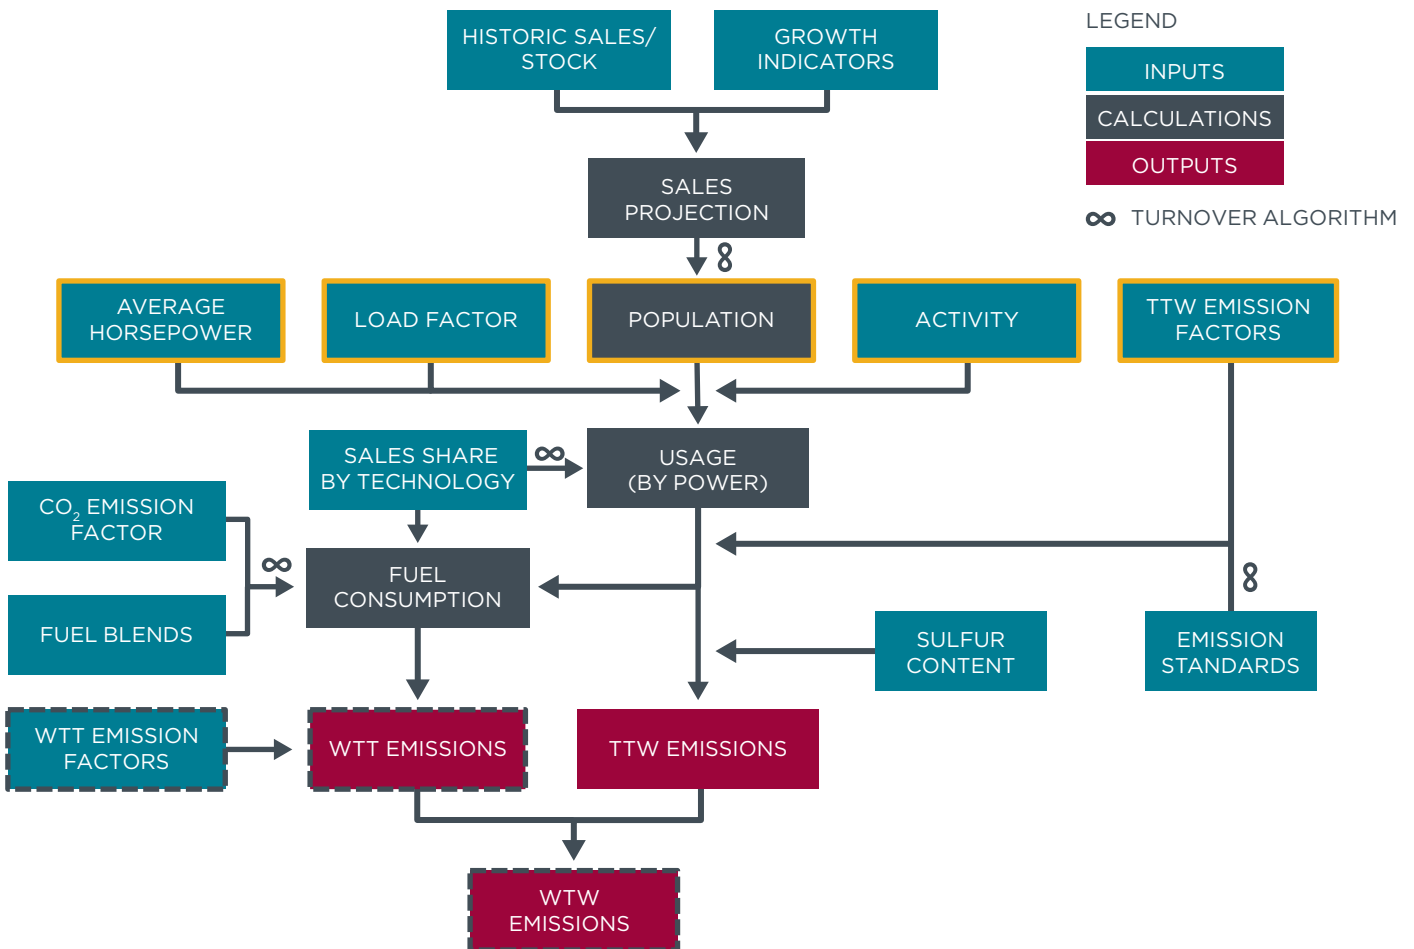 HISTORIC SALES/
STOCK
GROWTH
INDICATORS
LEGEND
INPUTS
CALCULATIONS
OUTPUTS
TURNOVER ALGORITHM
SALES
PROJECTION
AVERAGE
HORSEPOWER
LOAD FACTOR
POPULATION
ACTIVITY
TTW EMISSION
FACTORS
SALES SHARE
BY TECHNOLOGY
USAGE
(BY POWER)
CO₂ EMISSION
FACTOR
FUEL
CONSUMPTION
FUEL BLENDS
SULFUR
CONTENT
EMISSION
STANDARDS
WTT EMISSION
FACTORS
WTT EMISSIONS
TTW EMISSIONS
WTW
EMISSIONS